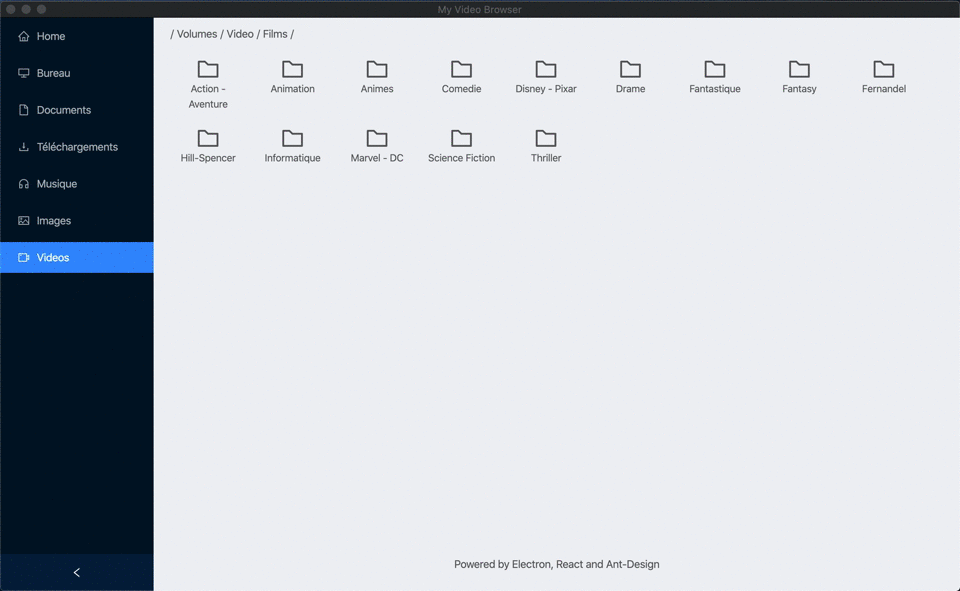 My Video Browser
Home
Bureau
Documents
Téléchargements
Musique
Images
Videos
/ Volumes / Video / Films /
Action -
Aventure
Animation
Animes
Comedie
Disney - Pixar
Drame
Fantastique
Fantasy
Fernandel
Hill-Spencer
Informatique
Marvel - DC
Science Fiction
Thriller
Powered by Electron, React and Ant-Design